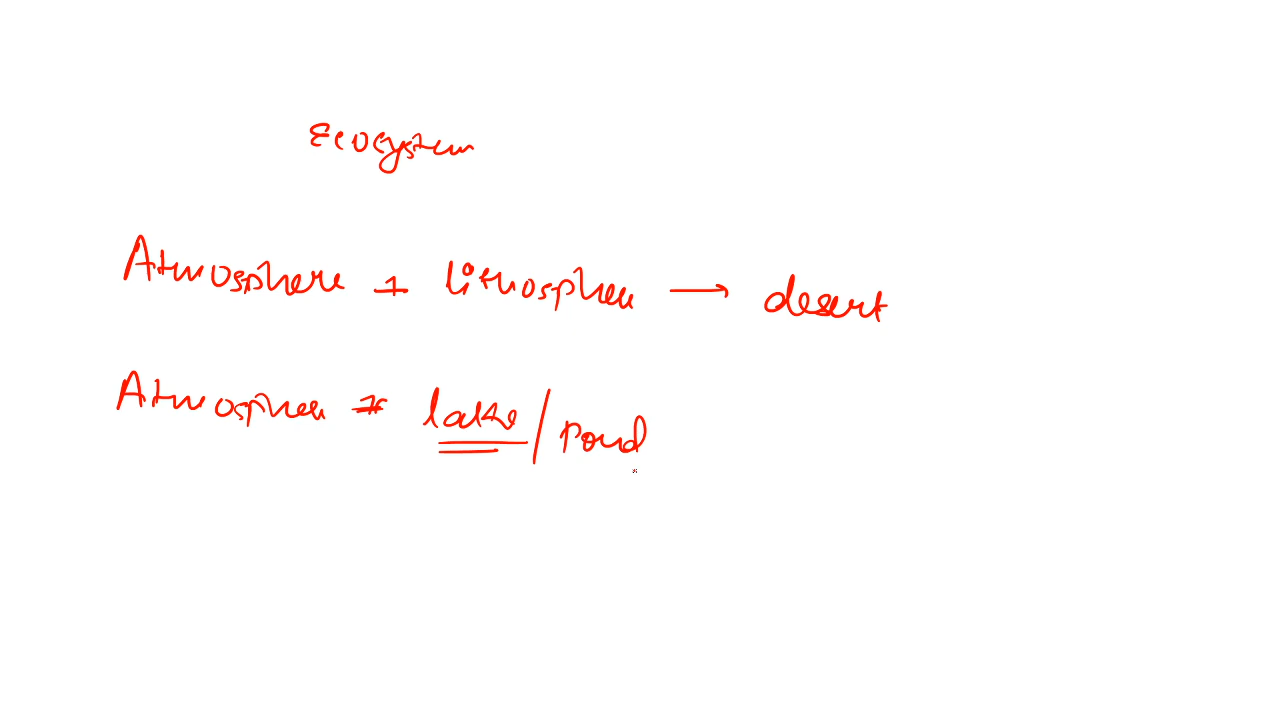 Ecosystem
Atmosphere + lithosphere → desert
Atmosphere + lake / Pond